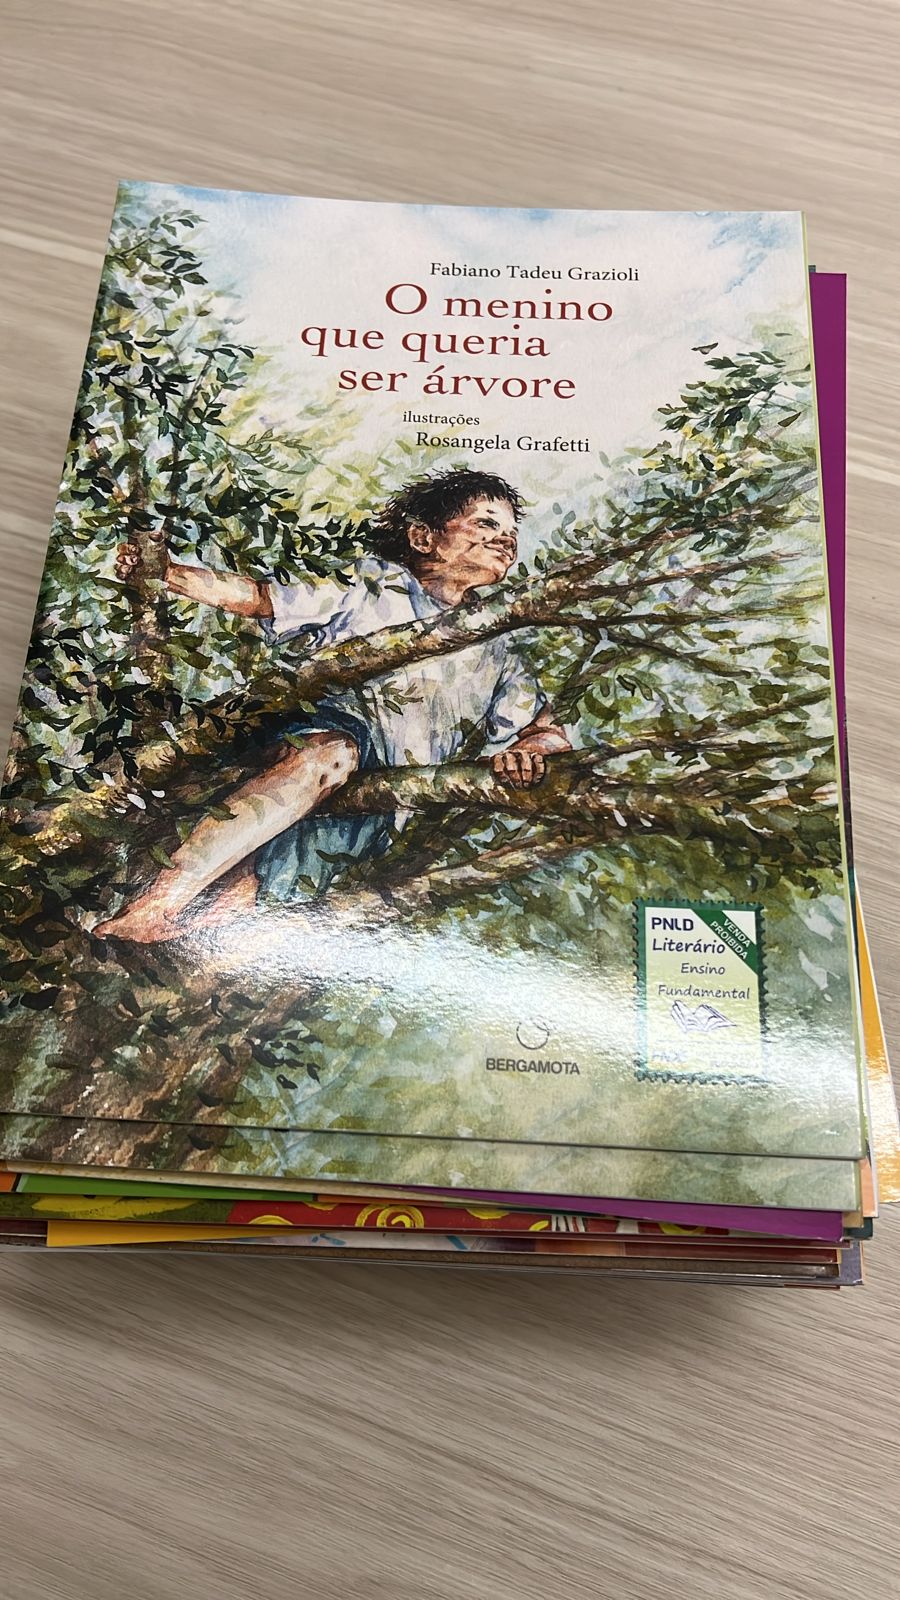 Fabiano Tadeu Grazioli
O menino
que queria
ser árvore
ilustrações
Rosangela Grafetti
VENDA
PROIBIDA
PNLD
Literário
Ensino
Fundamental
BERGAMOTA